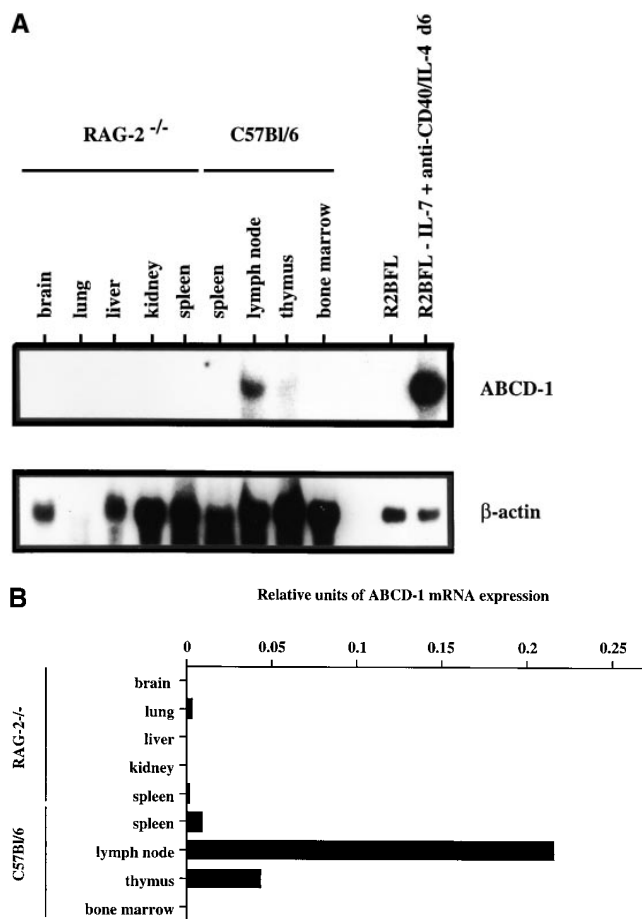 A
RAG-2 -/-
C57Bl/6
brain
lung
liver
kidney
spleen
spleen
lymph node
thymus
bone marrow
R2BFL
R2BFL - IL-7 + anti-CD40/IL-4 d6
ABCD-1
β-actin
B
Relative units of ABCD-1 mRNA expression
0 0.05 0.1 0.15 0.2 0.25
RAG-2-/-
brain
lung
liver
kidney
spleen
C57Bl/6
spleen
lymph node
thymus
bone marrow